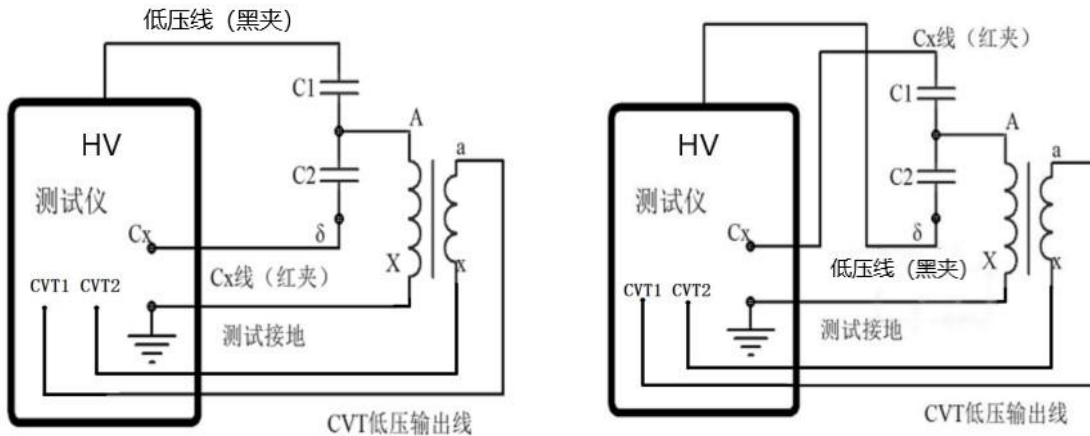 低压线（黑夹）
C1
HV
A
a
C2
测试仪
Cx
δ
X
x
Cx线（红夹）
CVT1 CVT2
测试接地
CVT低压输出线
Cx线（红夹）
C1
HV
A
a
C2
测试仪
Cx
δ
低压线（黑夹）
X
x
CVT1 CVT2
测试接地
CVT低压输出线